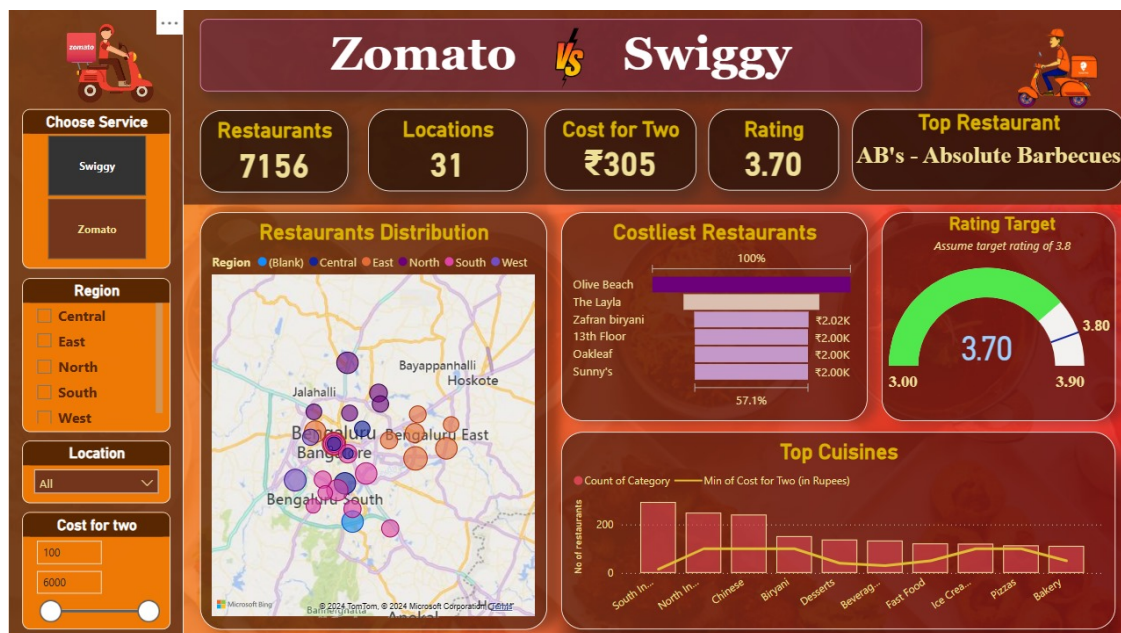 zomato
...
Zomato VS Swiggy
Choose Service
Swiggy
Zomato
Region
Central
East
North
South
West
Location
All
Cost for two
100
6000
Restaurants
7156
Locations
31
Cost for Two
₹305
Rating
3.70
Top Restaurant
AB's - Absolute Barbecues
Restaurants Distribution
Region (Blank) Central East North South West
Bayappanhalli
Hoskote
Jalahalli
Bengaluru
Bengaluru East
Bangalore
Bengaluru South
Microsoft Bing
© 2024 TomTom, © 2024 Microsoft Corporation Terms
Costliest Restaurants
100%
Olive Beach
The Layla
Zafran biryani ₹2.02K
13th Floor ₹2.00K
Oakleaf ₹2.00K
Sunny's ₹2.00K
57.1%
Rating Target
Assume target rating of 3.8
3.80
3.70
3.00
3.90
Top Cuisines
Count of Category Min of Cost for Two (in Rupees)
No of restaurants
200
0
South In...
North In...
Chinese
Biryani
Desserts
Beverag...
Fast Food
Ice Crea...
Pizzas
Bakery